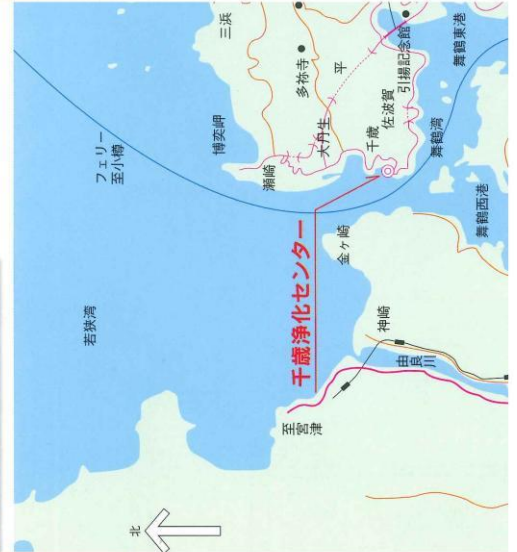 北
若狭湾
フェリー
至小樽
博奕岬
三浜
瀬崎
多祢寺
大丹生
平
千歳
佐波賀
引揚記念館
舞鶴湾
舞鶴東港
舞鶴西港
金ヶ崎
千歳浄化センター
神崎
由良川
至宮津